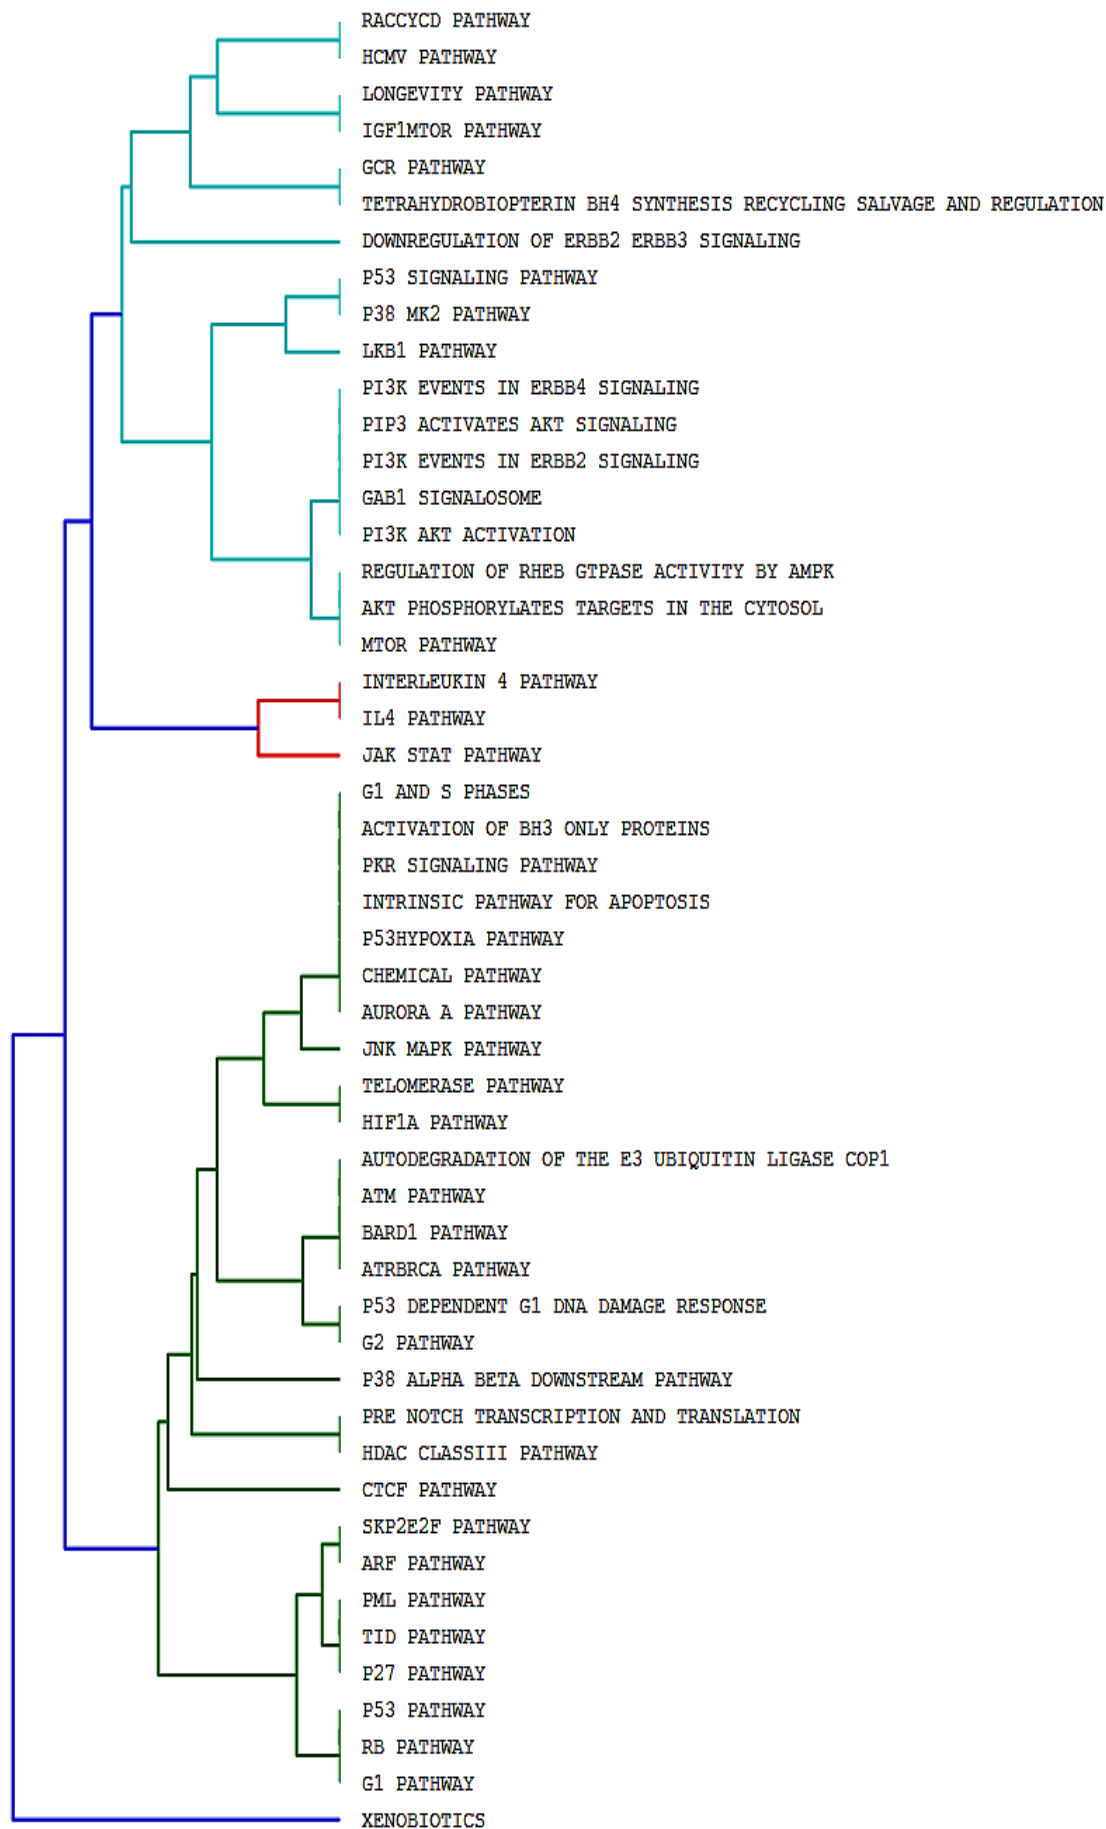 RACCYCD PATHWAY
HCMV PATHWAY
LONGEVITY PATHWAY
IGF1MTOR PATHWAY
GCR PATHWAY
TETRAHYDROBIOPTERIN BH4 SYNTHESIS RECYCLING SALVAGE AND REGULATION
DOWNREGULATION OF ERBB2 ERBB3 SIGNALING
P53 SIGNALING PATHWAY
P38 MK2 PATHWAY
LKB1 PATHWAY
PI3K EVENTS IN ERBB4 SIGNALING
PIP3 ACTIVATES AKT SIGNALING
PI3K EVENTS IN ERBB2 SIGNALING
GAB1 SIGNALOSOME
PI3K AKT ACTIVATION
REGULATION OF RHEB GTPASE ACTIVITY BY AMPK
AKT PHOSPHORYLATES TARGETS IN THE CYTOSOL
MTOR PATHWAY
INTERLEUKIN 4 PATHWAY
IL4 PATHWAY
JAK STAT PATHWAY
G1 AND S PHASES
ACTIVATION OF BH3 ONLY PROTEINS
PKR SIGNALING PATHWAY
INTRINSIC PATHWAY FOR APOPTOSIS
P53HYPOXIA PATHWAY
CHEMICAL PATHWAY
AURORA A PATHWAY
JNK MAPK PATHWAY
TELOMERASE PATHWAY
HIF1A PATHWAY
AUTODEGRADATION OF THE E3 UBIQUITIN LIGASE COP1
ATM PATHWAY
BARD1 PATHWAY
ATRBRCA PATHWAY
P53 DEPENDENT G1 DNA DAMAGE RESPONSE
G2 PATHWAY
P38 ALPHA BETA DOWNSTREAM PATHWAY
PRE NOTCH TRANSCRIPTION AND TRANSLATION
HDAC CLASSIII PATHWAY
CTCF PATHWAY
SKP2E2F PATHWAY
ARF PATHWAY
PML PATHWAY
TID PATHWAY
P27 PATHWAY
P53 PATHWAY
RB PATHWAY
G1 PATHWAY
XENOBIOTICS